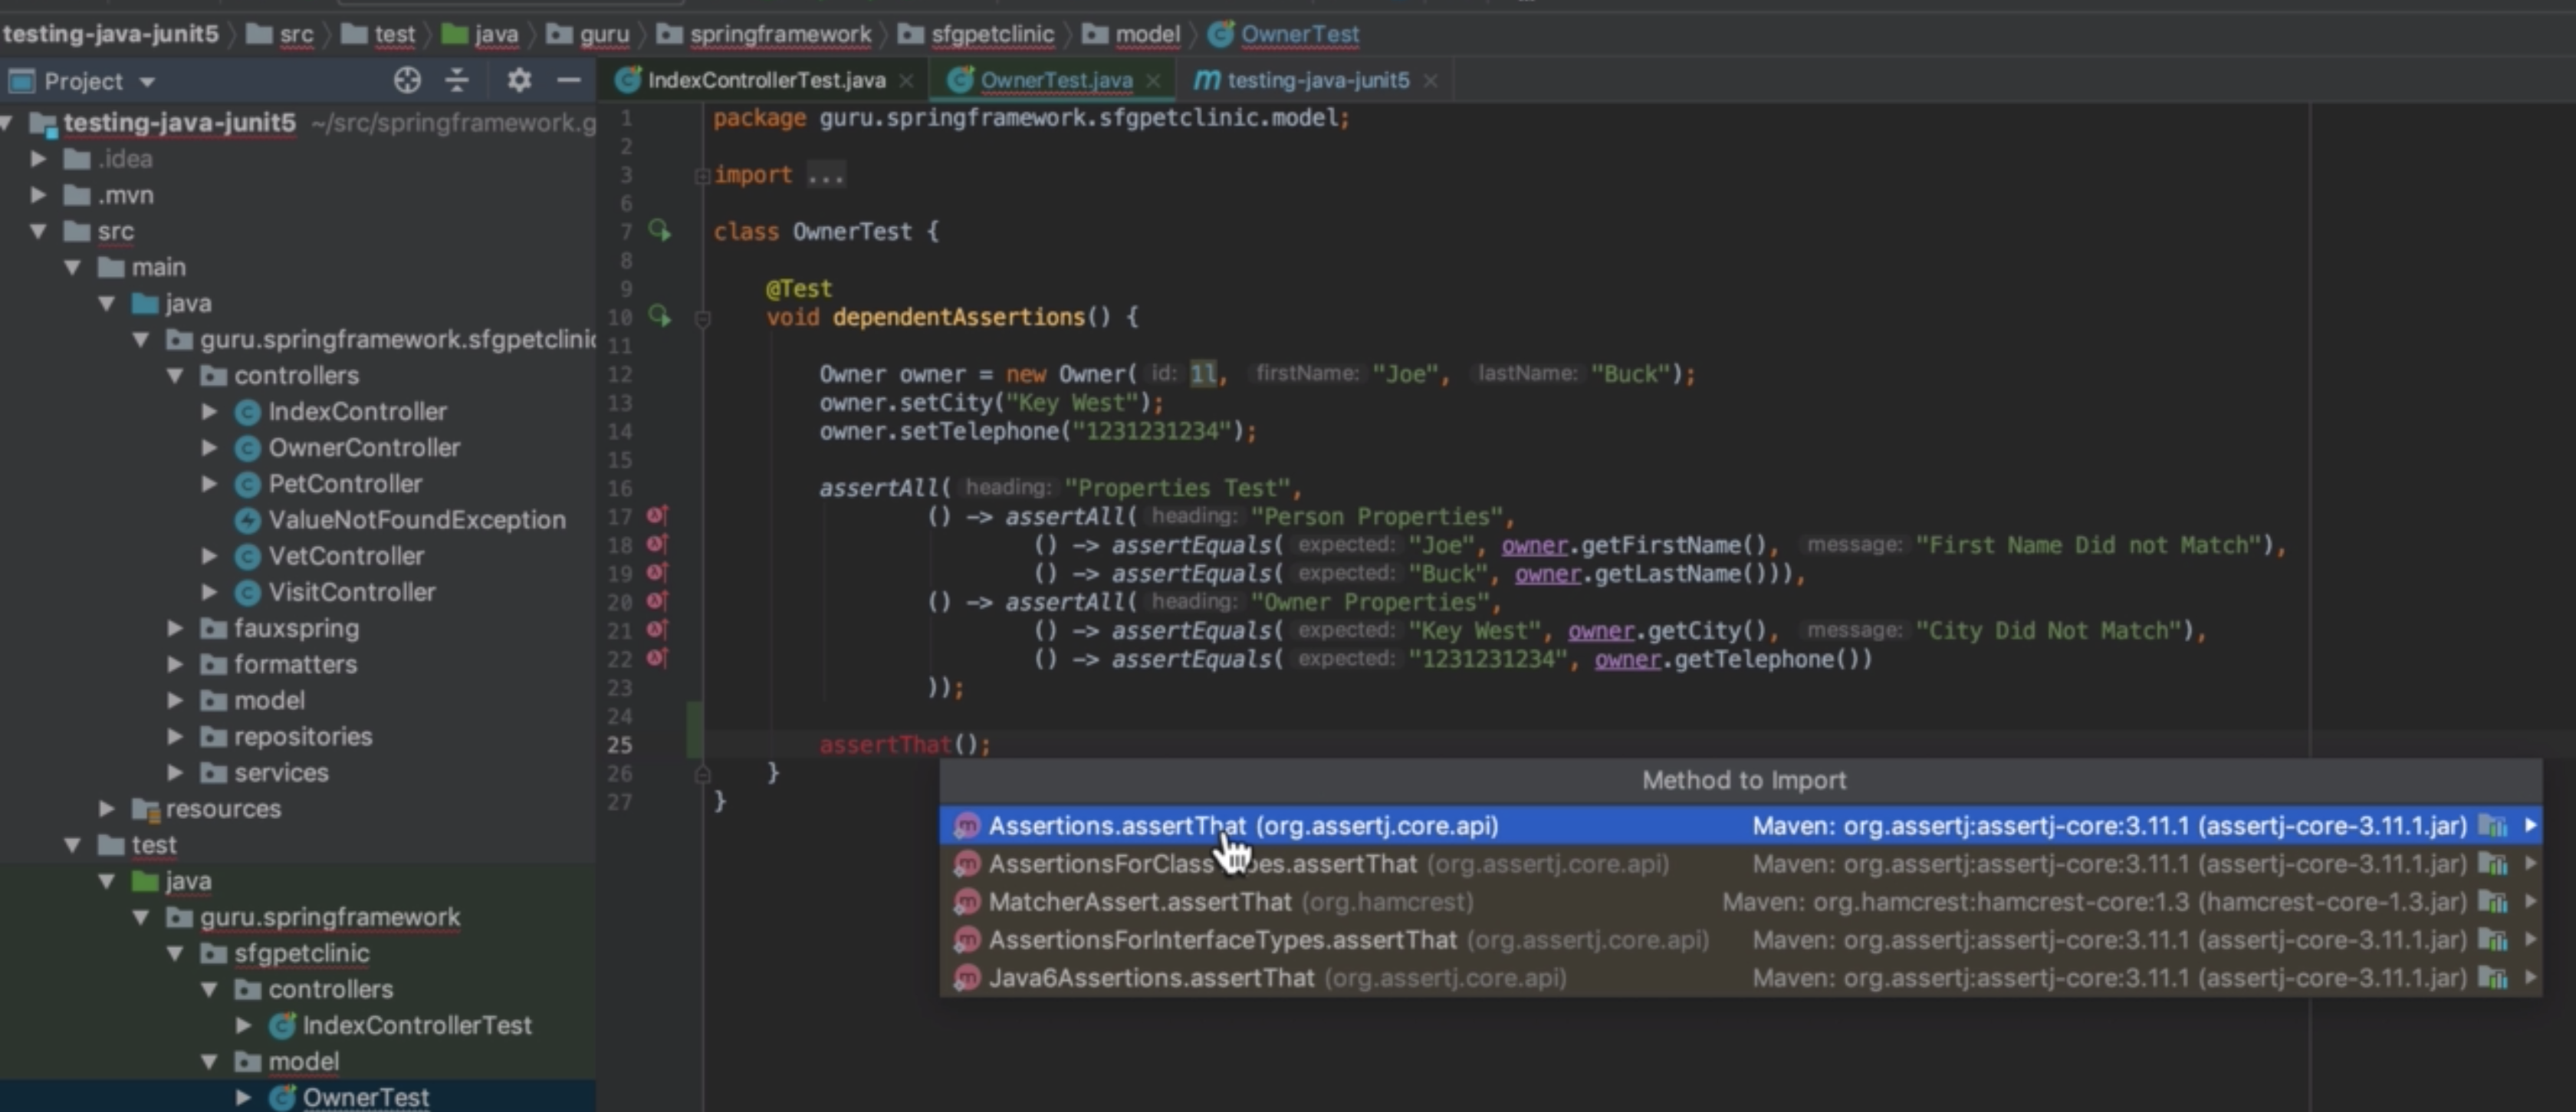 testing-java-junit5 src test java guru springframework sfgpetclinic model OwnerTest
Project
IndexControllerTest.java OwnerTest.java testing-java-junit5
testing-java-junit5 ~/src/springframework.g
.idea
.mvn
src
main
java
guru.springframework.sfgpetclinic
controllers
IndexController
OwnerController
PetController
ValueNotFoundException
VetController
VisitController
fauxspring
formatters
model
repositories
services
resources
test
java
guru.springframework
sfgpetclinic
controllers
IndexControllerTest
model
OwnerTest
1 package guru.springframework.sfgpetclinic.model;
2
3 import ...
6
7 class OwnerTest {
8
9 @Test
10 void dependentAssertions() {
11
12 Owner owner = new Owner( id: 1l, firstName: "Joe", lastName: "Buck");
13 owner.setCity("Key West");
14 owner.setTelephone("1231231234");
15
16 assertAll( heading: "Properties Test",
17 () -> assertAll( heading: "Person Properties",
18 () -> assertEquals( expected: "Joe", owner.getFirstName(), message: "First Name Did not Match"),
19 () -> assertEquals( expected: "Buck", owner.getLastName())),
20 () -> assertAll( heading: "Owner Properties",
21 () -> assertEquals( expected: "Key West", owner.getCity(), message: "City Did Not Match"),
22 () -> assertEquals( expected: "1231231234", owner.getTelephone())
23 ));
24
25 assertThat();
26 }
27 }
Method to Import
Assertions.assertThat (org.assertj.core.api) Maven: org.assertj:assertj-core:3.11.1 (assertj-core-3.11.1.jar)
AssertionsForClassTypes.assertThat (org.assertj.core.api) Maven: org.assertj:assertj-core:3.11.1 (assertj-core-3.11.1.jar)
MatcherAssert.assertThat (org.hamcrest) Maven: org.hamcrest:hamcrest-core:1.3 (hamcrest-core-1.3.jar)
AssertionsForInterfaceTypes.assertThat (org.assertj.core.api) Maven: org.assertj:assertj-core:3.11.1 (assertj-core-3.11.1.jar)
Java6Assertions.assertThat (org.assertj.core.api) Maven: org.assertj:assertj-core:3.11.1 (assertj-core-3.11.1.jar)